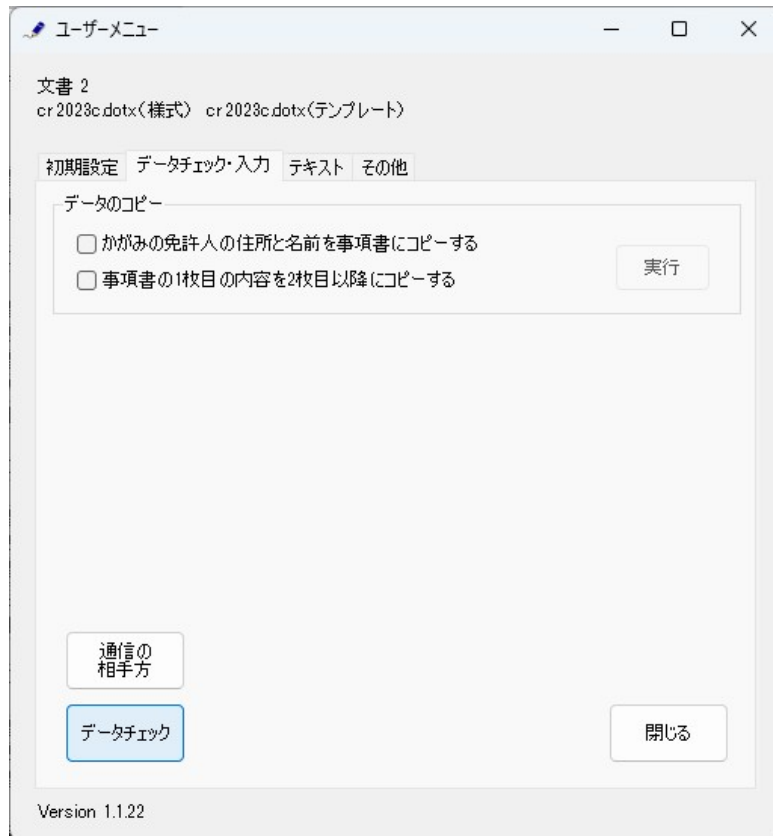 ユーザーメニュー
文書 2
cr2023c.dotx(様式) cr2023c.dotx(テンプレート)
初期設定 データチェック・入力 テキスト その他
データのコピー
かがみの免許人の住所と名前を事項書にコピーする
事項書の1枚目の内容を2枚目以降にコピーする
実行
通信の
相手方
データチェック
閉じる
Version 1.1.22